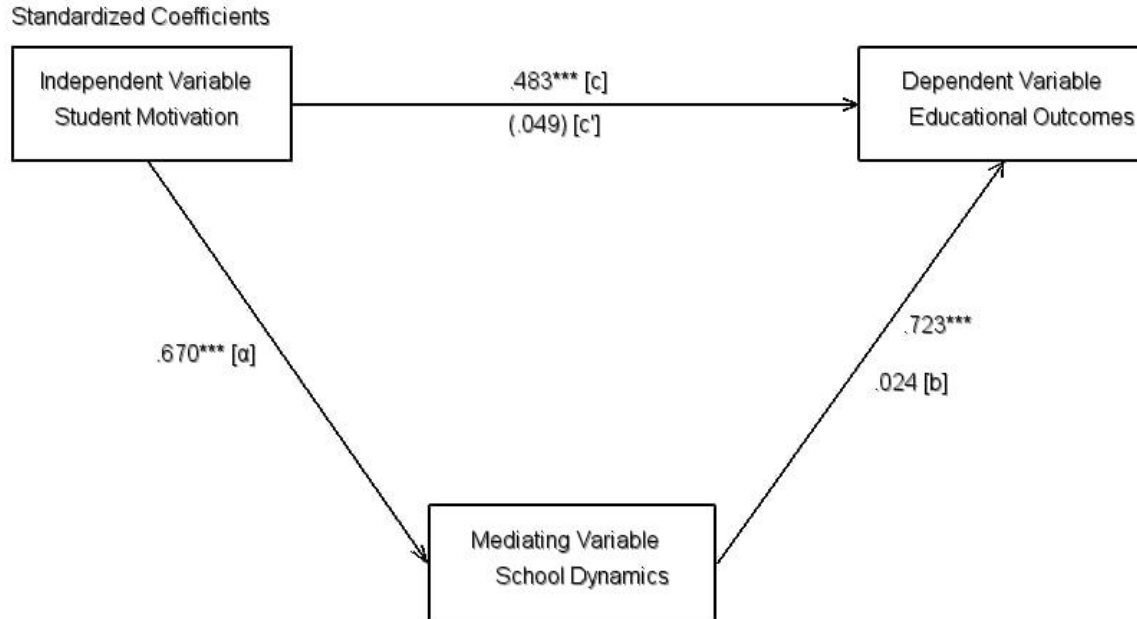 Standardized Coefficients
Independent Variable
Student Motivation
.483*** [c]
(.049) [c']
Dependent Variable
Educational Outcomes
.670*** [α]
.723***
.024 [b]
Mediating Variable
School Dynamics